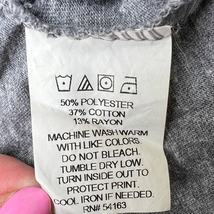 50% POLYESTER
37% COTTON
13% RAYON
MACHINE WASH WARM
WITH LIKE COLORS.
DO NOT BLEACH.
TUMBLE DRY LOW.
TURN INSIDE OUT TO
PROTECT PRINT.
COOL IRON IF NEEDED.
RN# 54163